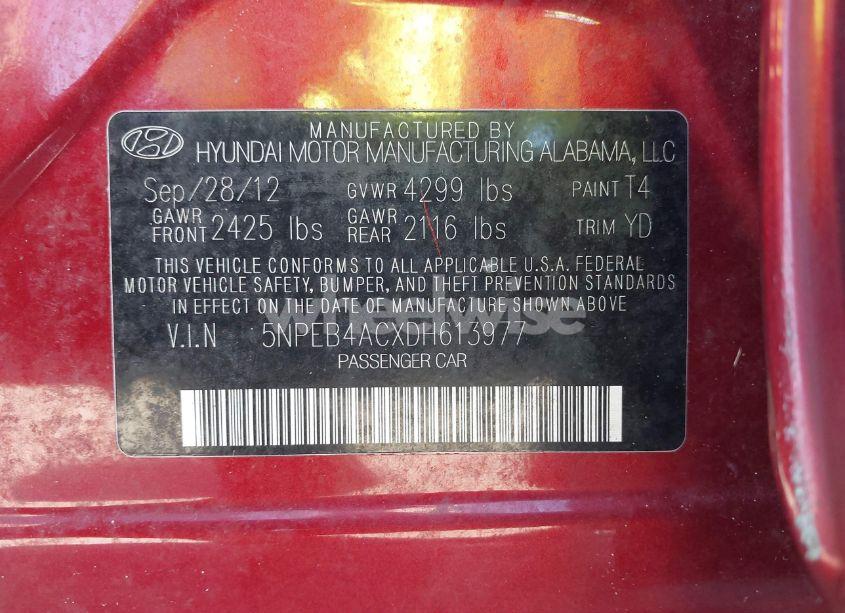 MANUFACTURED BY
HYUNDAI MOTOR MANUFACTURING ALABAMA, LLC
Sep/28/12 GVWR 4299 lbs PAINT T4
GAWR FRONT 2425 lbs GAWR REAR 2116 lbs TRIM YD
THIS VEHICLE CONFORMS TO ALL APPLICABLE U.S.A. FEDERAL
MOTOR VEHICLE SAFETY, BUMPER, AND THEFT PREVENTION STANDARDS
IN EFFECT ON THE DATE OF MANUFACTURE SHOWN ABOVE
wheelwise
V.I.N 5NPEB4ACXDH613977
PASSENGER CAR